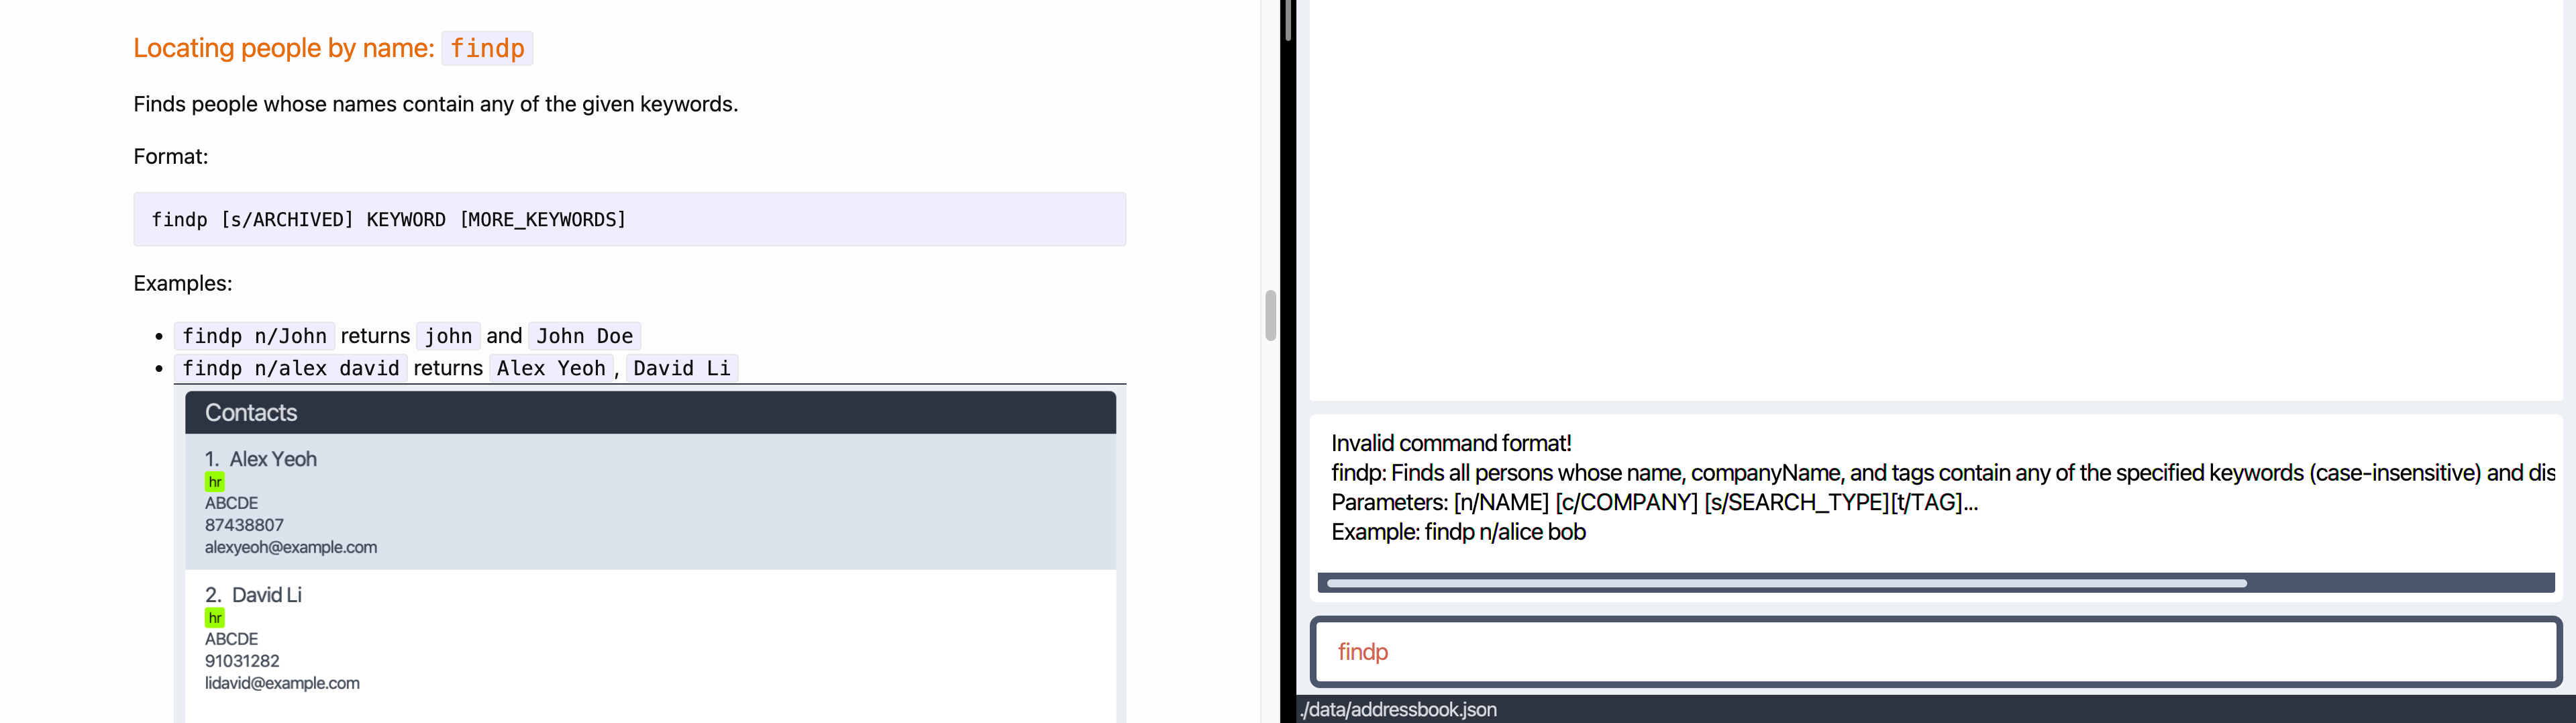 Locating people by name: findp
Finds people whose names contain any of the given keywords.
Format:
findp [s/ARCHIVED] KEYWORD [MORE_KEYWORDS]
Examples:
• findp n/John returns john and John Doe
• findp n/alex david returns Alex Yeoh , David Li
Contacts
1. Alex Yeoh
hr
ABCDE
87438807
alexyeoh@example.com
2. David Li
hr
ABCDE
91031282
lidavid@example.com
Invalid command format!
findp: Finds all persons whose name, companyName, and tags contain any of the specified keywords (case-insensitive) and dis
Parameters: [n/NAME] [c/COMPANY] [s/SEARCH_TYPE][t/TAG]...
Example: findp n/alice bob
findp
./data/addressbook.json